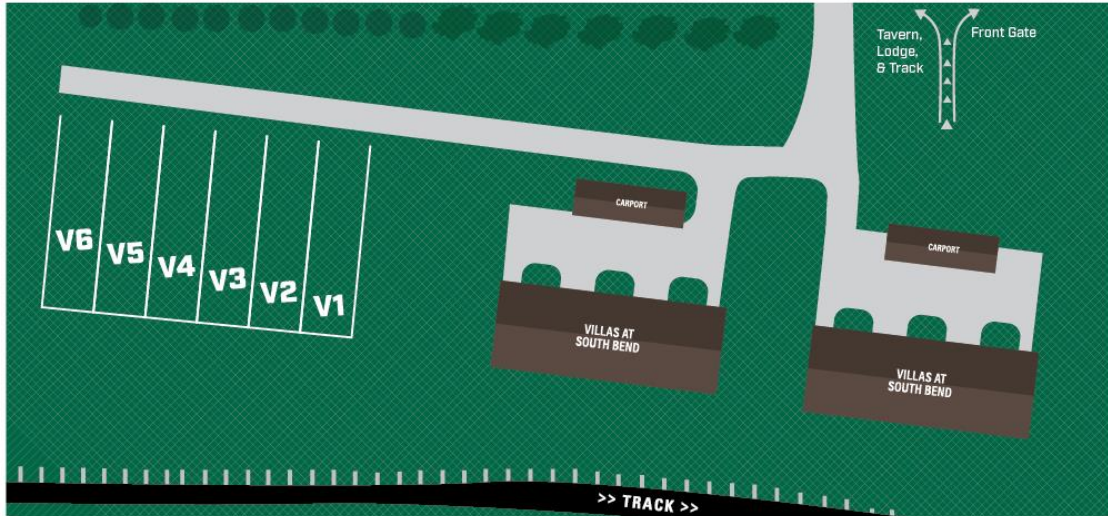 Tavern,
Lodge,
& Track
Front Gate
CARPORT
CARPORT
V6
V5
V4
V3
V2
V1
VILLAS AT
SOUTH BEND
VILLAS AT
SOUTH BEND
>> TRACK >>